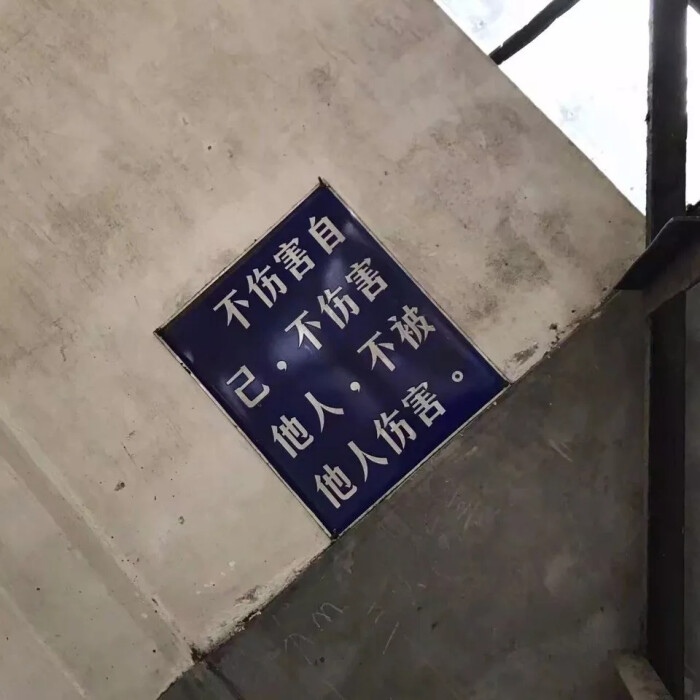 不伤害自
己，不伤害
他人，不被
他人伤害。